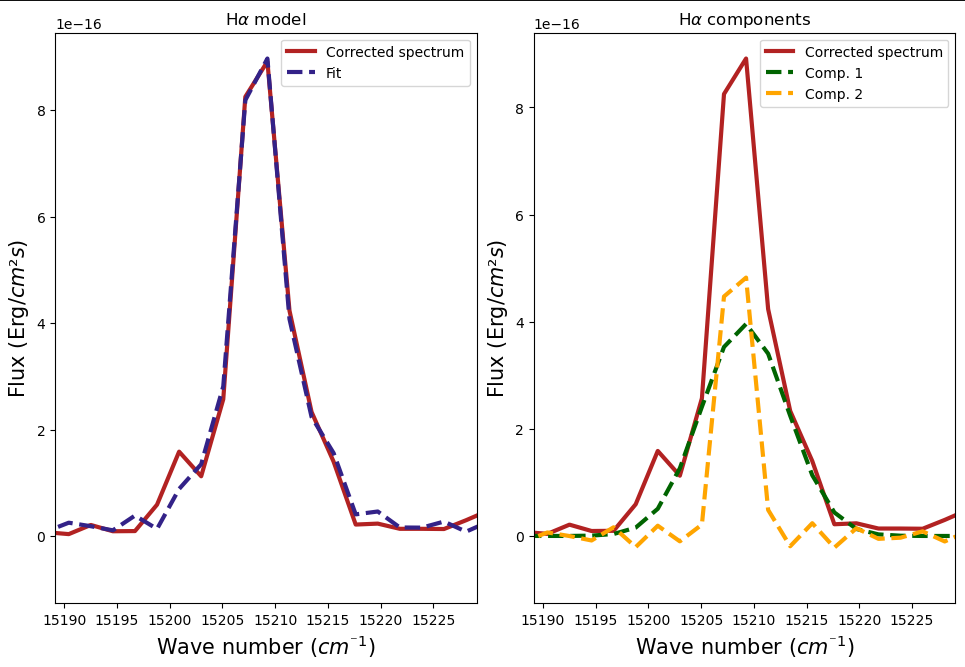 Hα model
1e−16
Corrected spectrum
Fit
8
6
4
2
0
Flux (Erg/cm²s)
15190 15195 15200 15205 15210 15215 15220 15225
Wave number (cm⁻¹)
Hα components
1e−16
Corrected spectrum
Comp. 1
Comp. 2
8
6
4
2
0
Flux (Erg/cm²s)
15190 15195 15200 15205 15210 15215 15220 15225
Wave number (cm⁻¹)